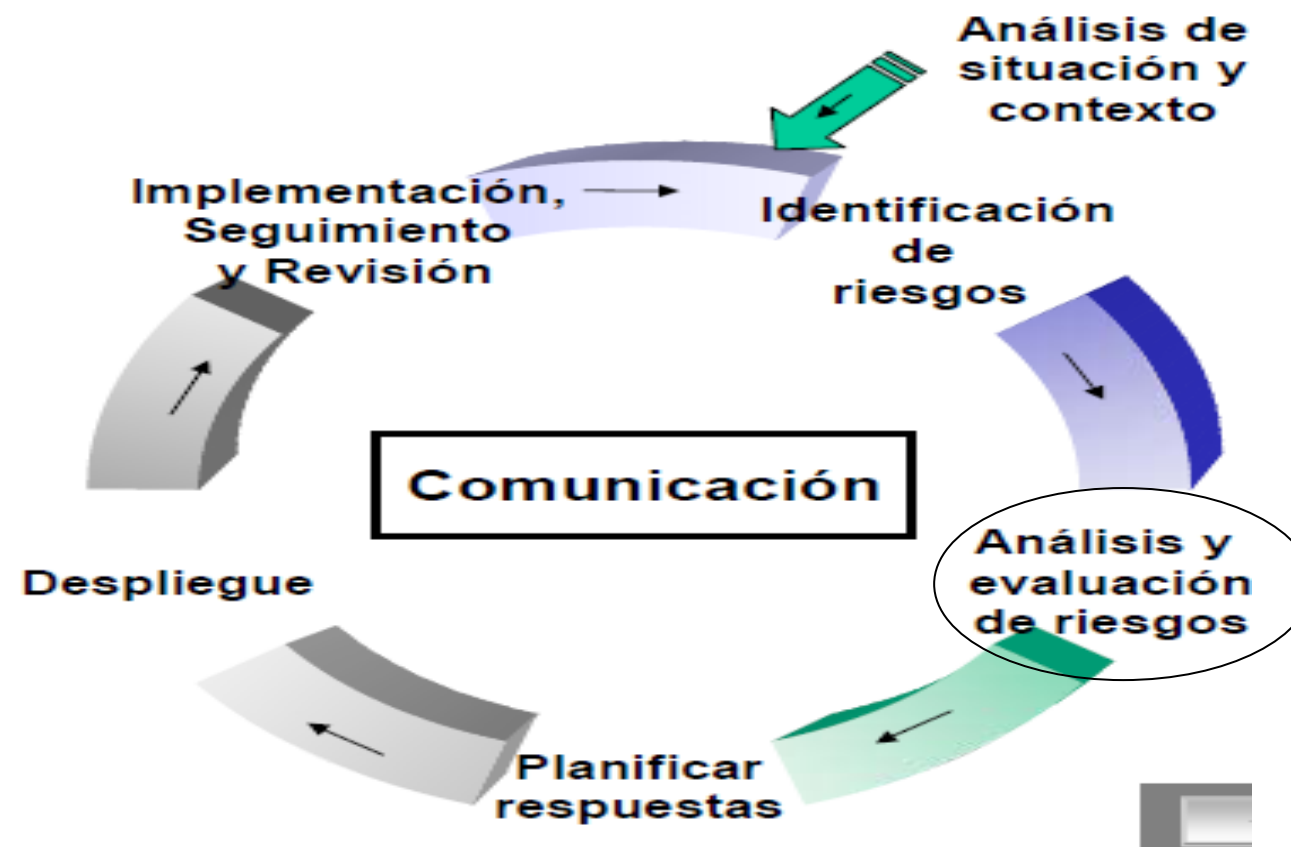 Análisis de
situación y
contexto
Identificación
de
riesgos
Análisis y
evaluación
de riesgos
Planificar
respuestas
Despliegue
Implementación,
Seguimiento
y Revisión
Comunicación